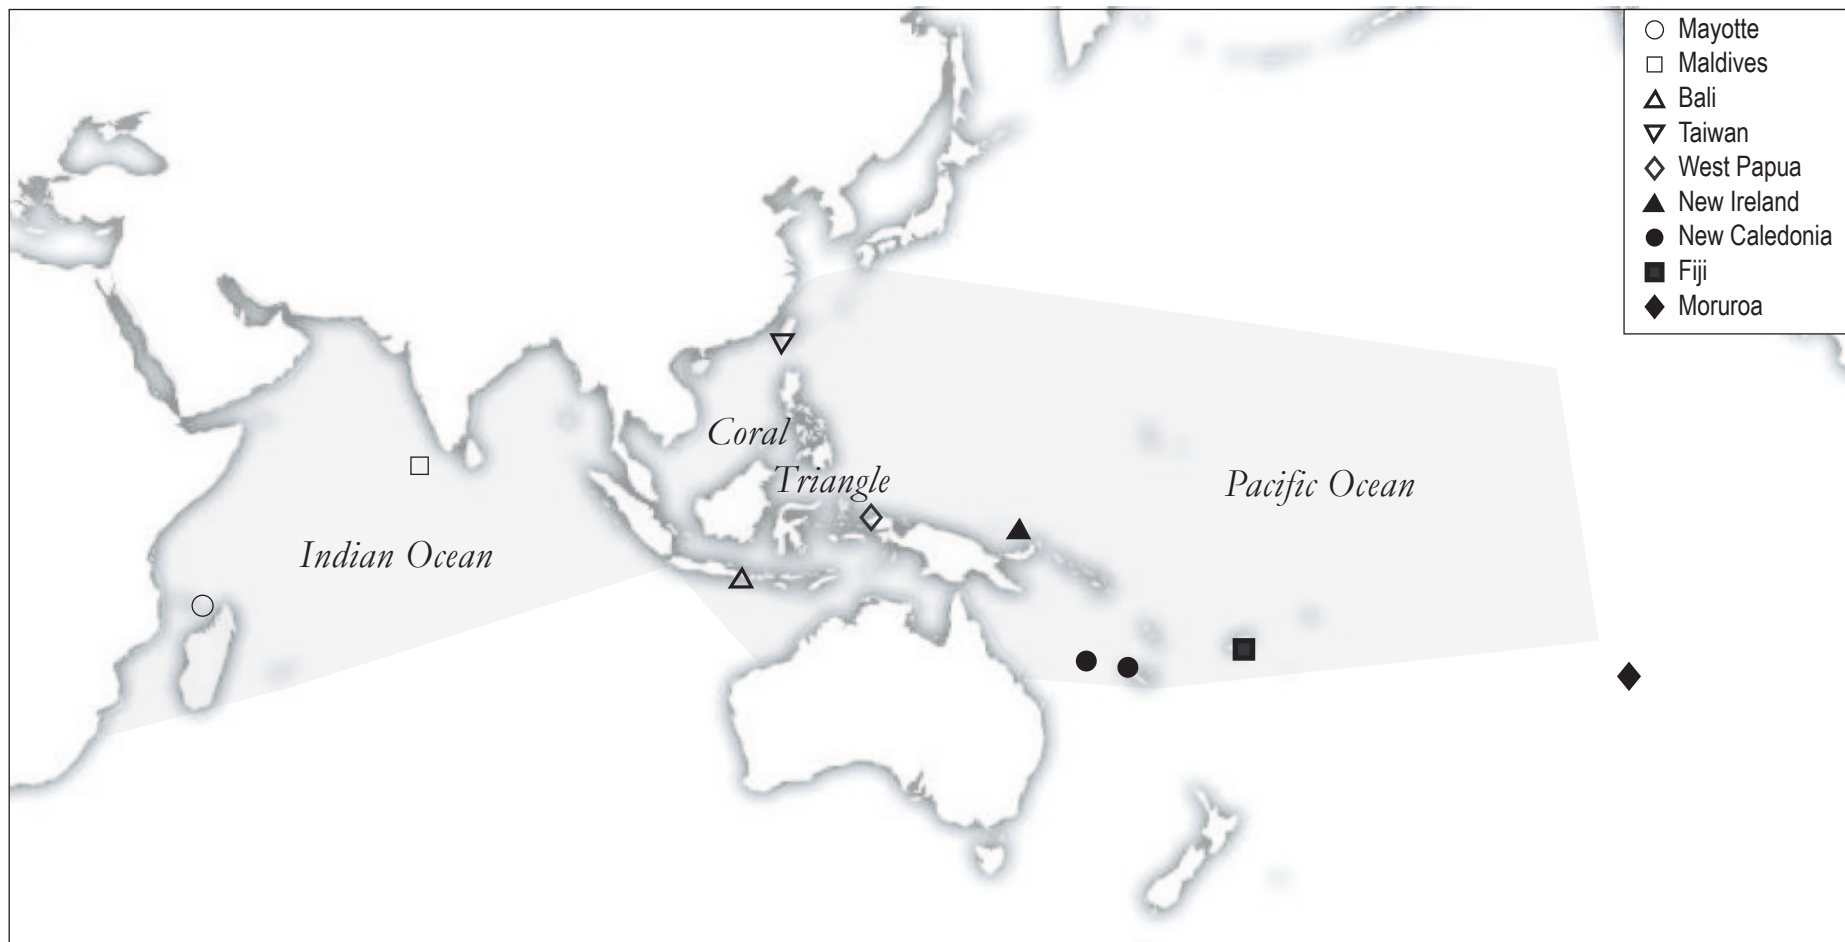 Mayotte
Maldives
Bali
Taiwan
West Papua
New Ireland
New Caledonia
Fiji
Moruroa
Coral
Triangle
Pacific Ocean
Indian Ocean